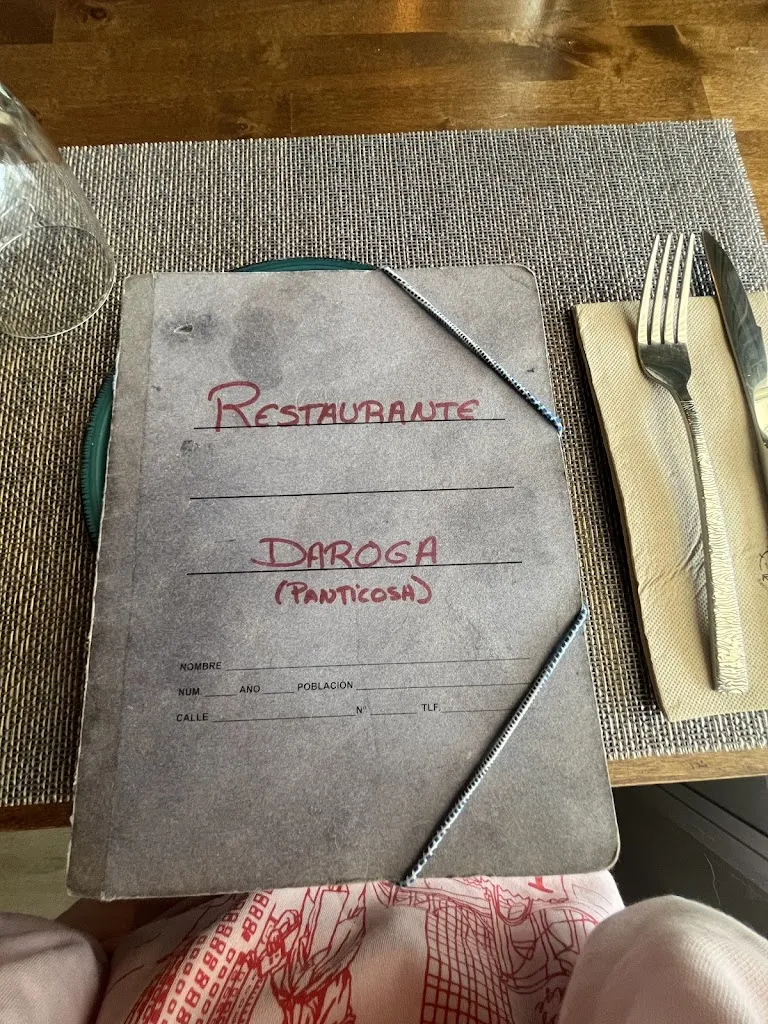 RESTAURANTE
DAROGA
(PANTICOSA)
NOMBRE
NUM. AÑO POBLACION
CALLE Nº TLF.